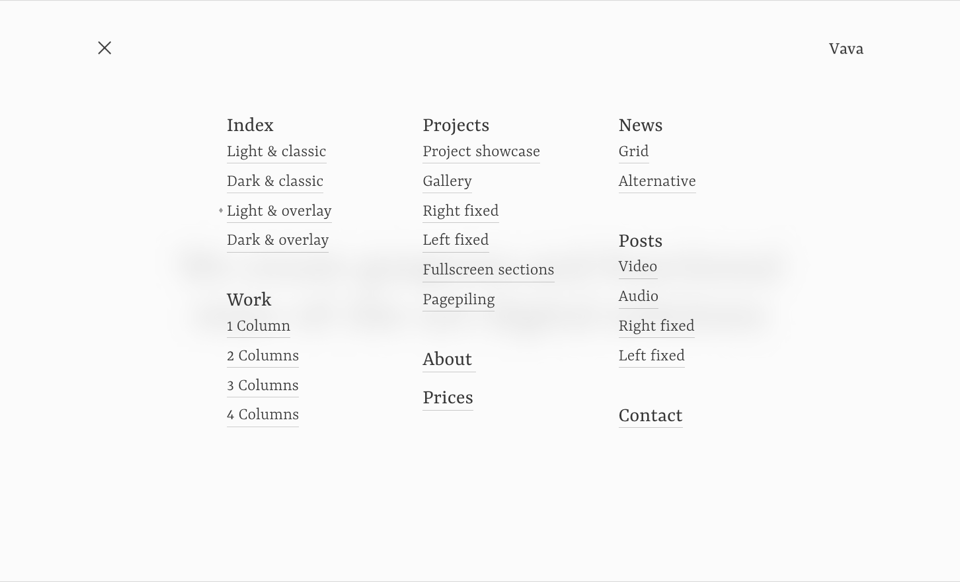 Vava
Index
Light & classic
Dark & classic
Light & overlay
Dark & overlay
Work
1 Column
2 Columns
3 Columns
4 Columns
Projects
Project showcase
Gallery
Right fixed
Left fixed
Fullscreen sections
Pagepiling
About
Prices
News
Grid
Alternative
Posts
Video
Audio
Right fixed
Left fixed
Contact